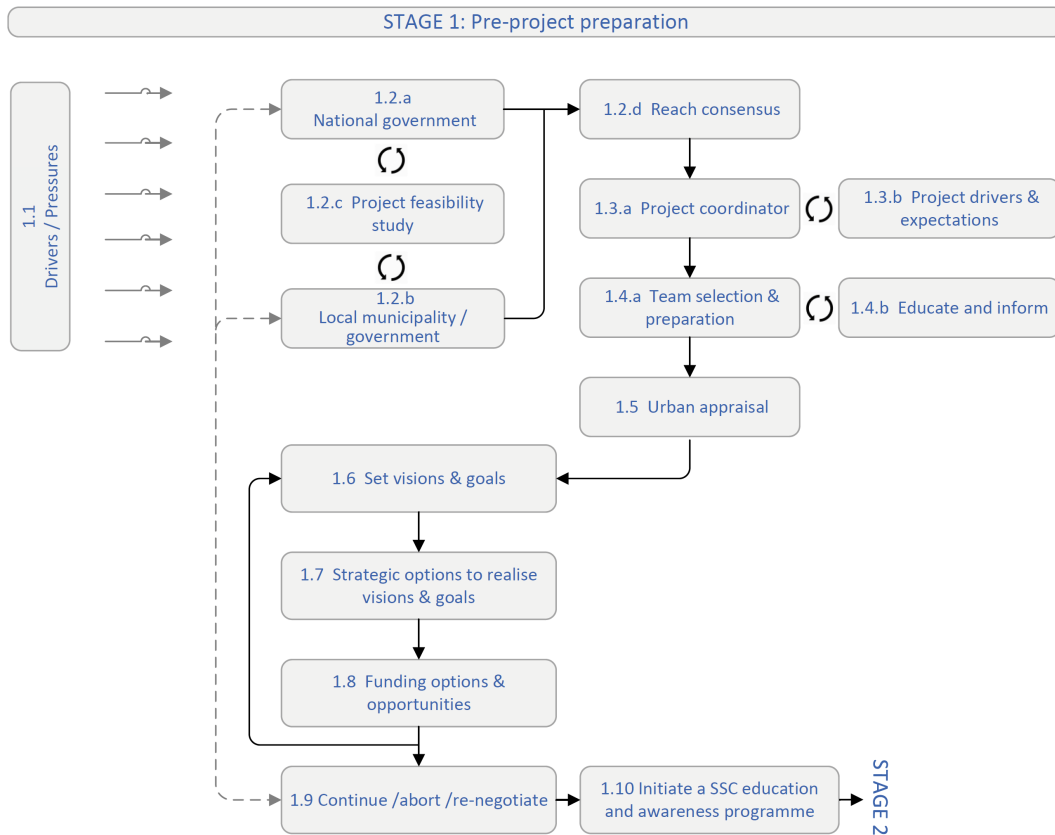 STAGE 1: Pre-project preparation
1.1
Drivers / Pressures
1.2.a
National government
1.2.c Project feasibility
study
1.2.b
Local municipality /
government
1.2.d Reach consensus
1.3.a Project coordinator
1.3.b Project drivers &
expectations
1.4.a Team selection &
preparation
1.4.b Educate and inform
1.5 Urban appraisal
1.6 Set visions & goals
1.7 Strategic options to realise
visions & goals
1.8 Funding options &
opportunities
1.9 Continue /abort /re-negotiate
1.10 Initiate a SSC education
and awareness programme
STAGE 2